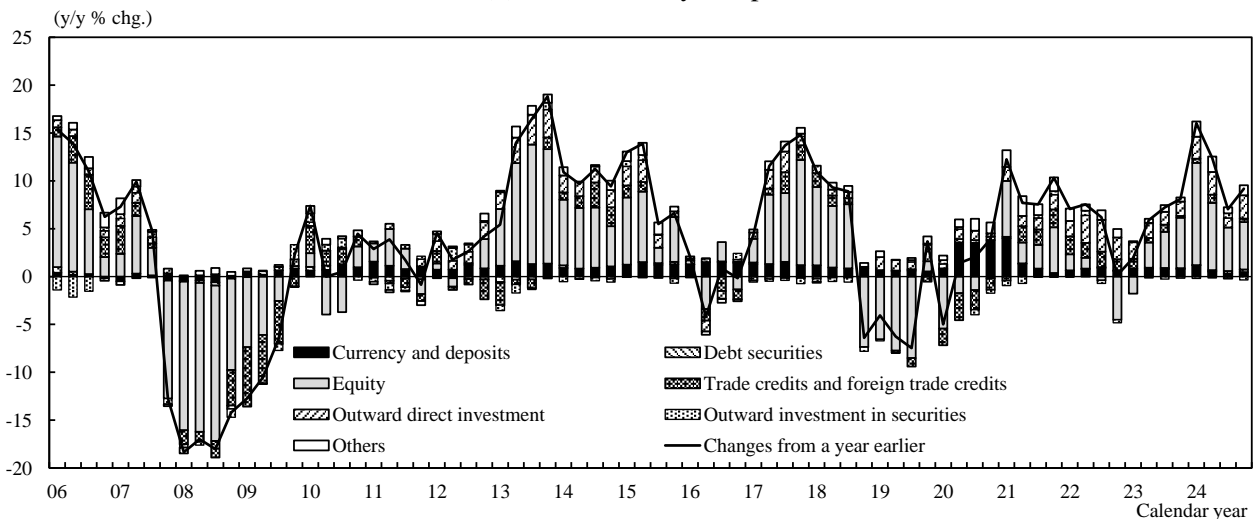 (y/y % chg.)
25
20
15
10
5
0
-5
-10
-15
-20
Currency and deposits
Debt securities
Equity
Trade credits and foreign trade credits
Outward direct investment
Outward investment in securities
Others
Changes from a year earlier
06 07 08 09 10 11 12 13 14 15 16 17 18 19 20 21 22 23 24
Calendar year